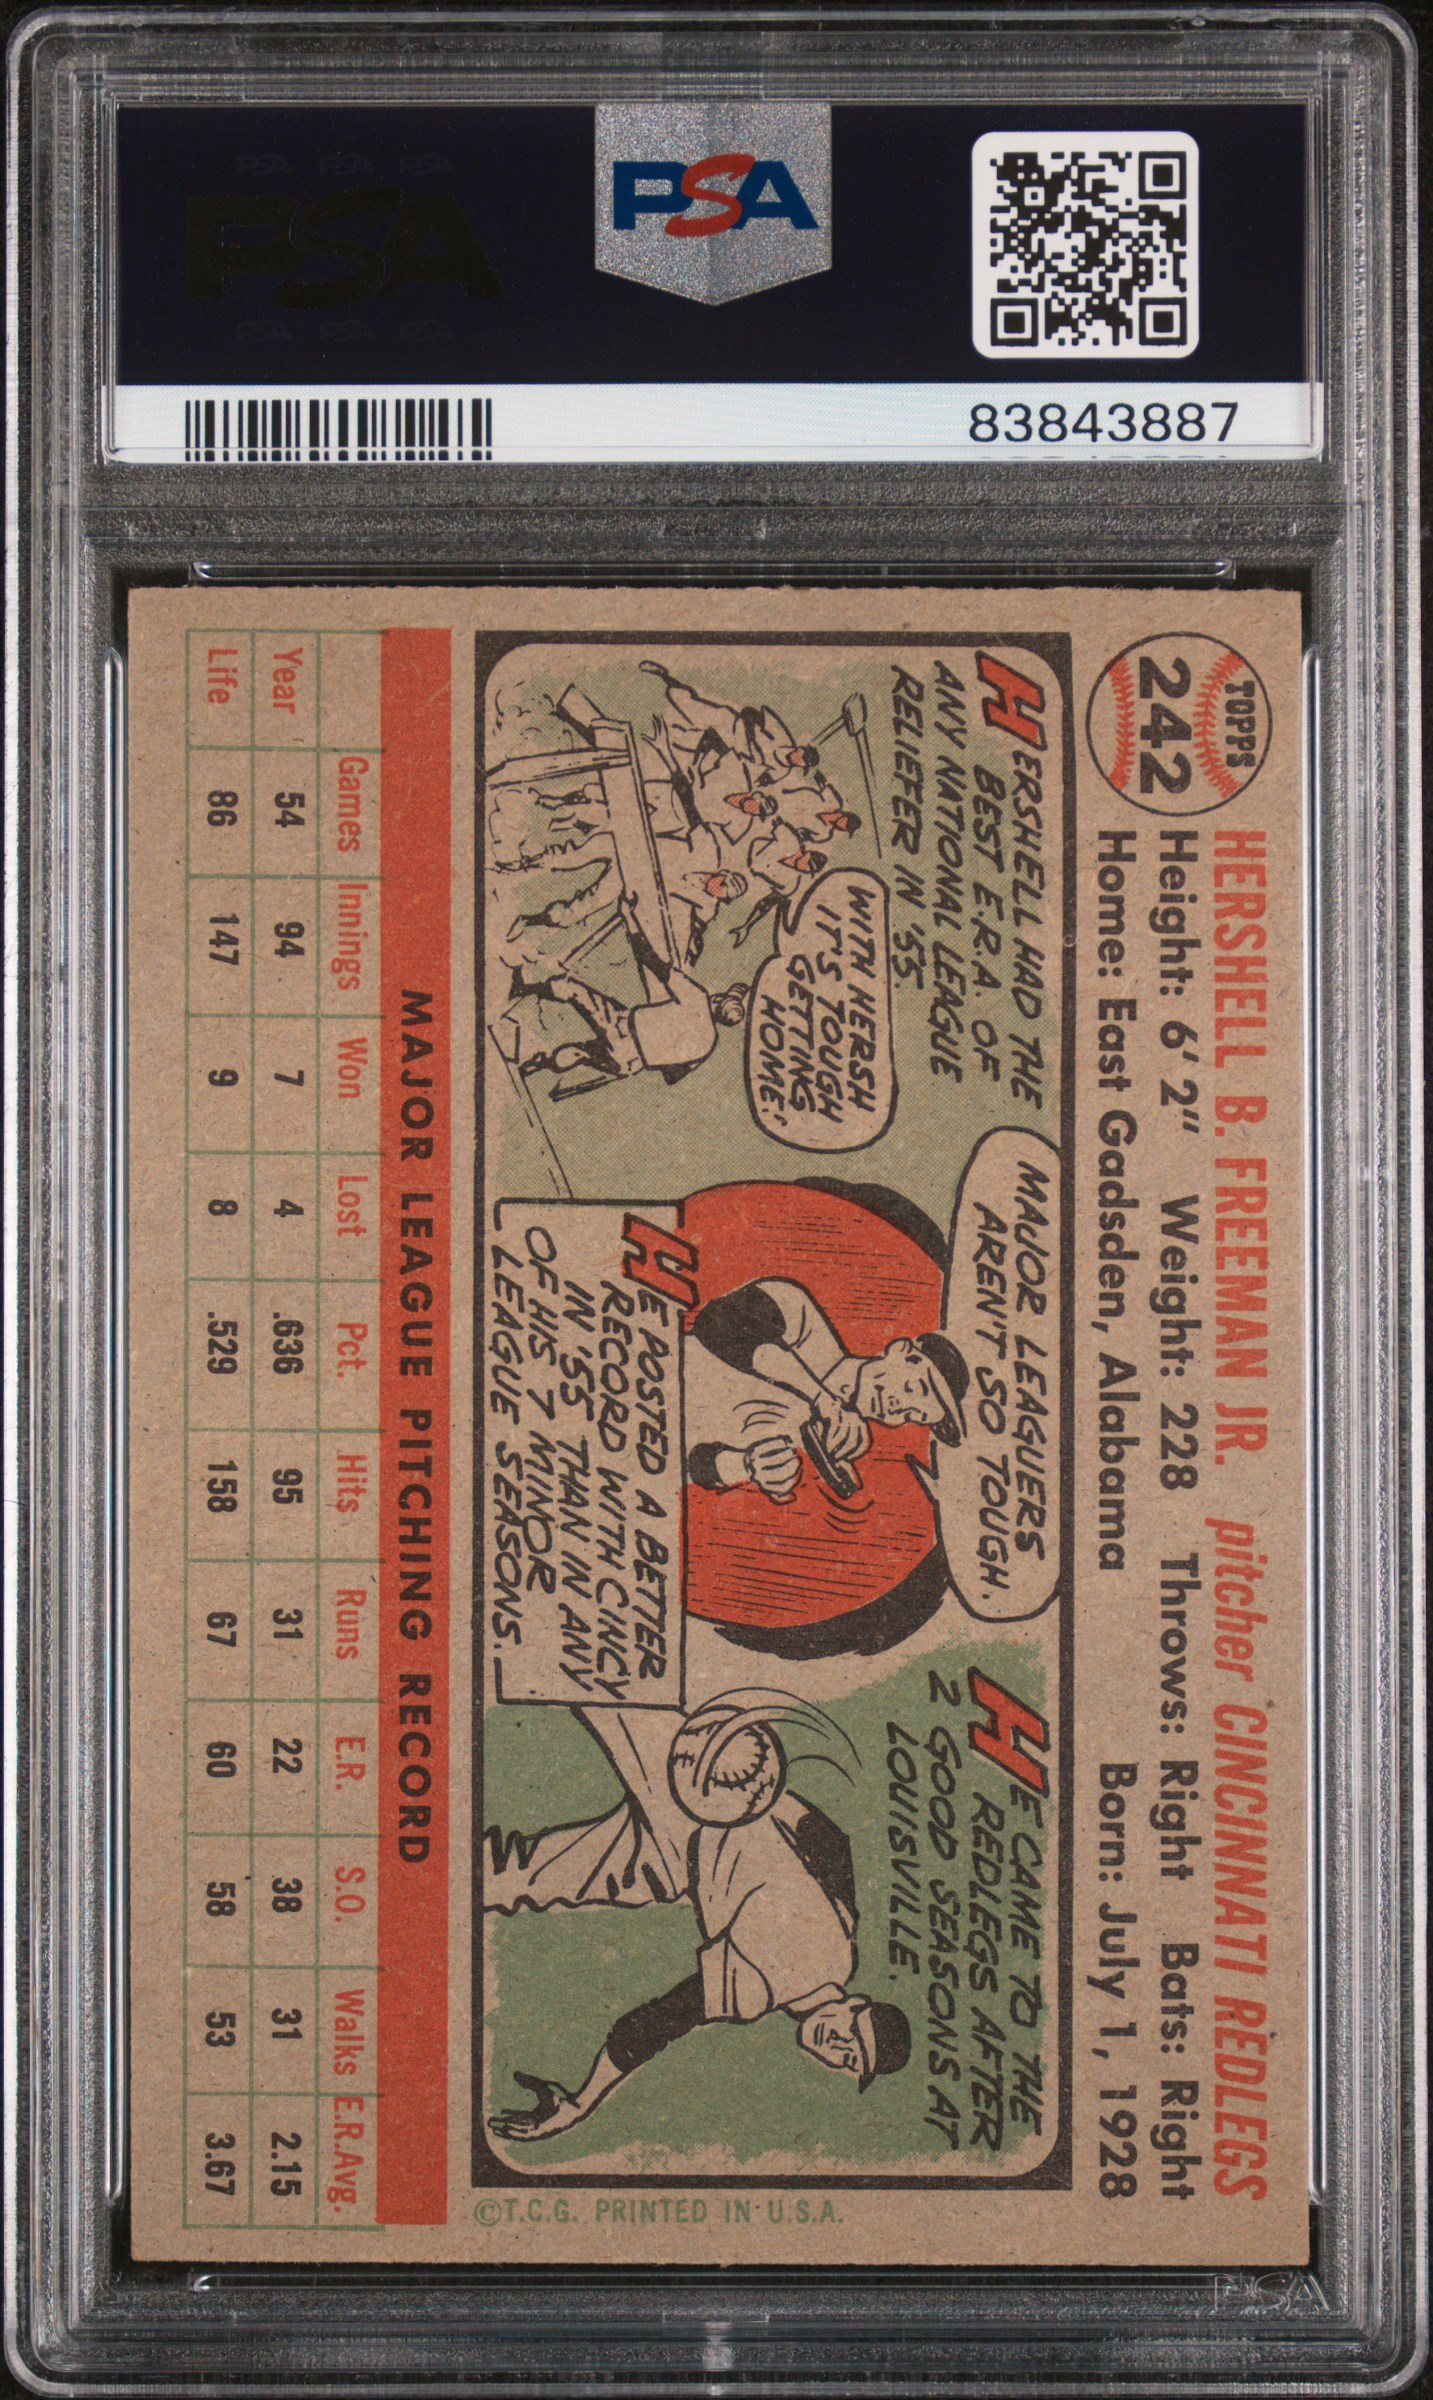 PSA
83843887
TOPPS
242
HERSHELL B. FREEMAN JR. pitcher CINCINNATI REDLEGS
Height: 6' 2" Weight: 228 Throws: Right Bats: Right
Home: East Gadsden, Alabama Born: July 1, 1928
HERSHELL HAD THE
BEST E.R.A. OF
ANY NATIONAL LEAGUE
RELIEFER IN '55.
WITH HERSH
IT'S TOUGH
GETTING
HOME!
MAJOR LEAGUERS
AREN'T SO TOUGH.
HE POSTED A BETTER
RECORD WITH CINCY
IN '55 THAN IN ANY
OF HIS 7 MINOR
LEAGUE SEASONS.
HE CAME TO THE
REDLEGS AFTER
2 GOOD SEASONS AT
LOUISVILLE.
©T.C.G. PRINTED IN U.S.A.
MAJOR LEAGUE PITCHING RECORD
Games Innings Won Lost Pct. Hits Runs E.R. S.O. Walks E.R.Avg.
Year 54 94 7 4 .636 95 31 22 38 31 2.15
Life 86 147 9 8 .529 158 67 60 58 53 3.67
PSA